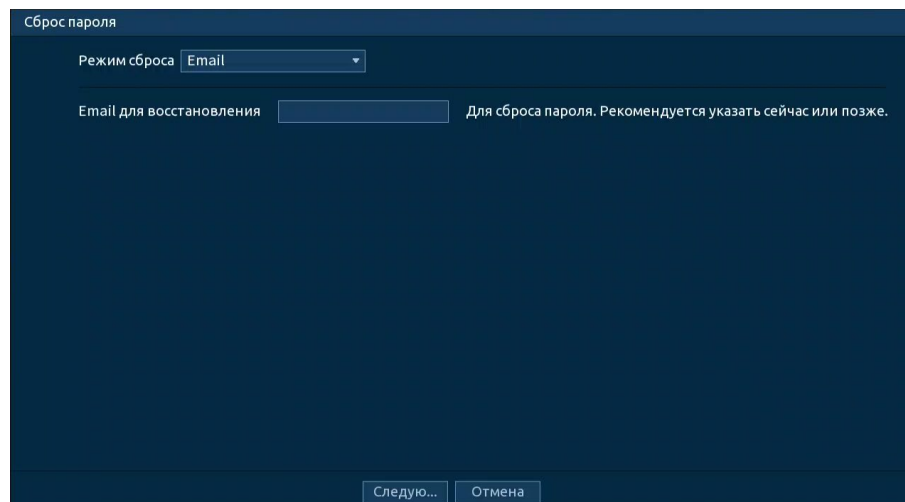 Сброс пароля
Режим сброса Email
Email для восстановления Для сброса пароля. Рекомендуется указать сейчас или позже.
Следую... Отмена